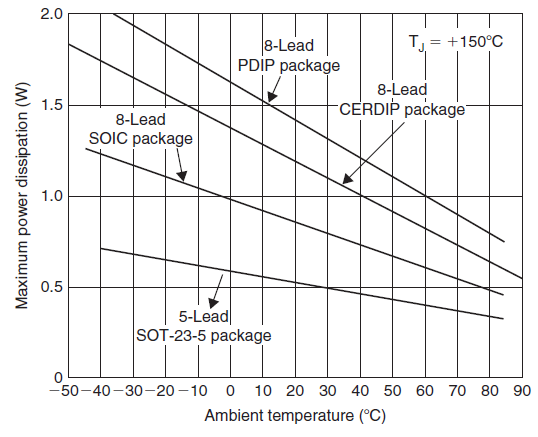 2.0
8-Lead
PDIP package
TJ = +150°C
1.5
8-Lead
CERDIP package
8-Lead
SOIC package
1.0
0.5
5-Lead
SOT-23-5 package
0
Maximum power dissipation (W)
−50 −40 −30 −20 −10 0 10 20 30 40 50 60 70 80 90
Ambient temperature (°C)